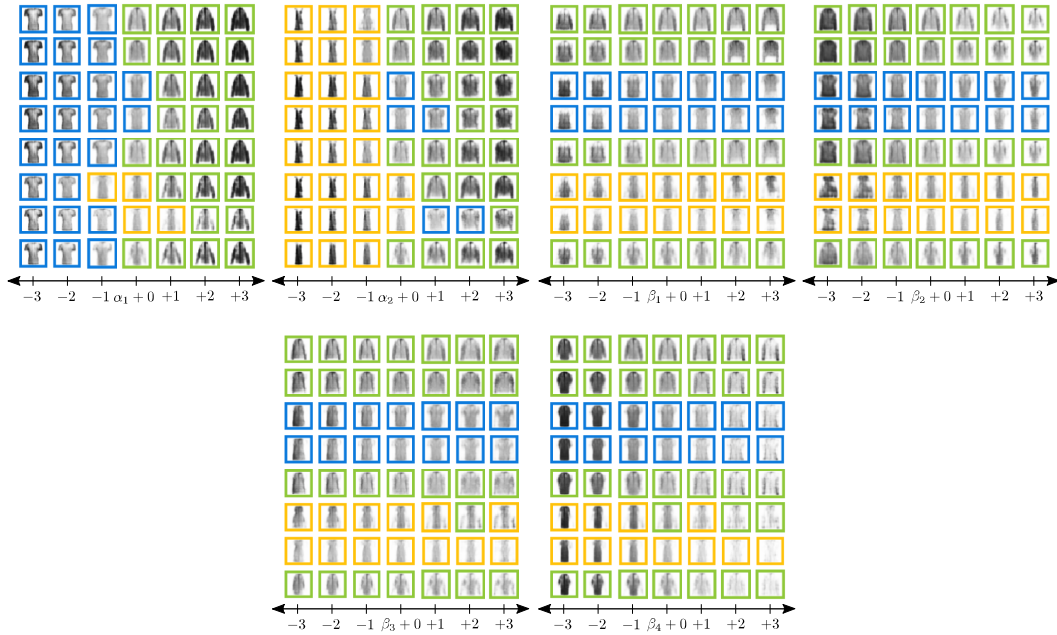 −3 −2 −1 α₁ + 0 +1 +2 +3
−3 −2 −1 α₂ + 0 +1 +2 +3
−3 −2 −1 β₁ + 0 +1 +2 +3
−3 −2 −1 β₂ + 0 +1 +2 +3
−3 −2 −1 β₃ + 0 +1 +2 +3
−3 −2 −1 β₄ + 0 +1 +2 +3